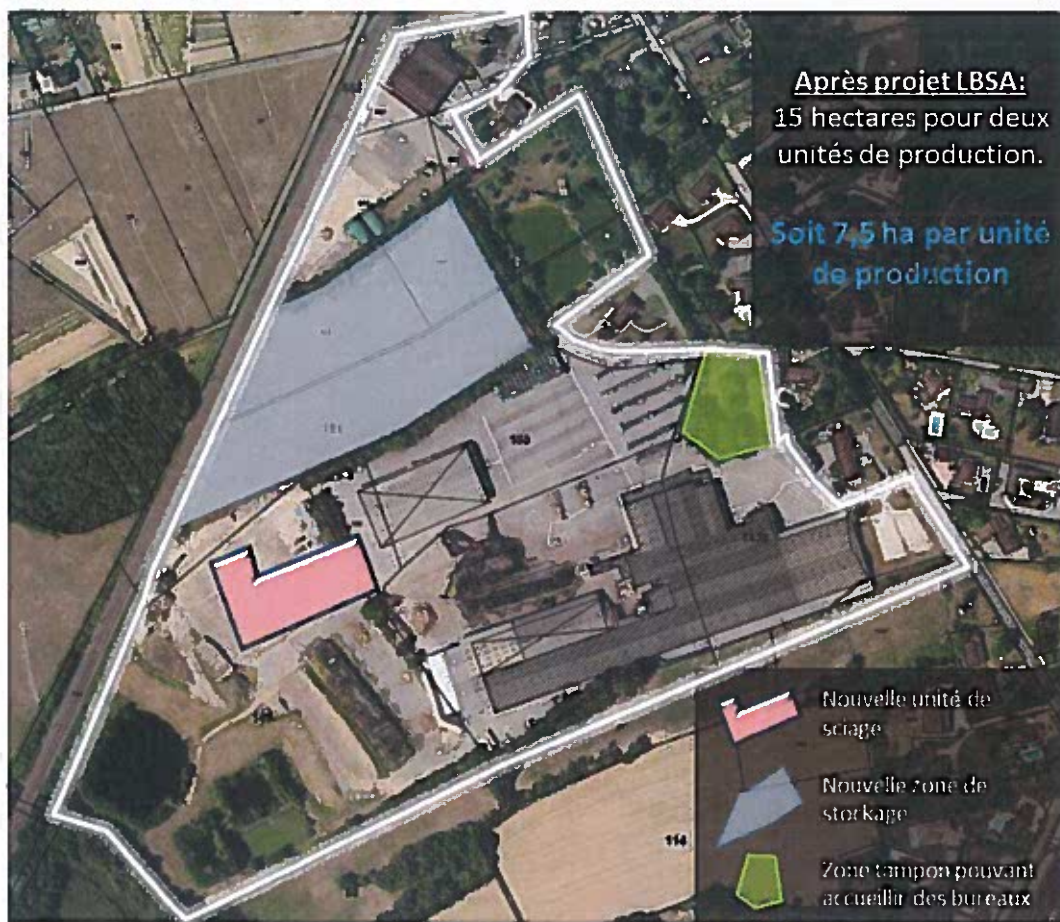 Après projet LBSA:
15 hectares pour deux
unités de production.
Soit 7,5 ha par unité
de production
Nouvelle unité de
sciage
Nouvelle zone de
stockage
Zone tampon pouvant
accueillir des bureaux